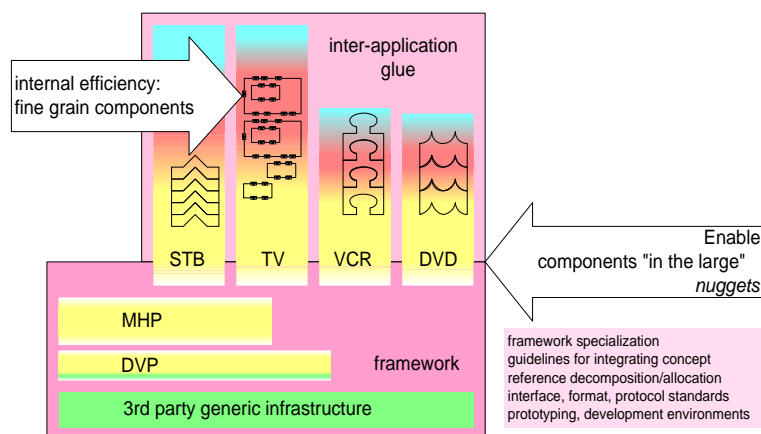 inter-application
glue
internal efficiency:
fine grain components
STB
TV
VCR
DVD
Enable
components "in the large"
nuggets
MHP
DVP
framework
3rd party generic infrastructure
framework specialization
guidelines for integrating concept
reference decomposition/allocation
interface, format, protocol standards
prototyping, development environments